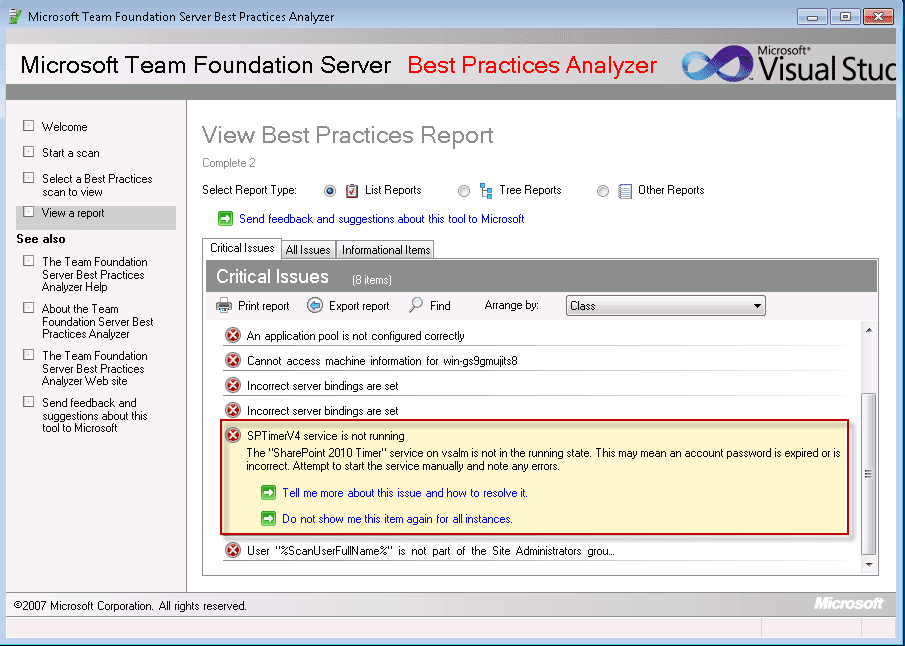 Microsoft Team Foundation Server Best Practices Analyzer
Microsoft Team Foundation Server Best Practices Analyzer
Microsoft®
Visual Stuc
Welcome
Start a scan
Select a Best Practices
scan to view
View a report
See also
The Team Foundation
Server Best Practices
Analyzer Help
About the Team
Foundation Server Best
Practices Analyzer
The Team Foundation
Server Best Practices
Analyzer Web site
Send feedback and
suggestions about this
tool to Microsoft
View Best Practices Report
Complete 2
Select Report Type:
List Reports
Tree Reports
Other Reports
Send feedback and suggestions about this tool to Microsoft
Critical Issues
All Issues
Informational Items
Critical Issues (8 items)
Print report
Export report
Find
Arrange by:
Class
An application pool is not configured correctly
Cannot access machine information for win-gs9gmujits8
Incorrect server bindings are set
Incorrect server bindings are set
SPTimerV4 service is not running
The "SharePoint 2010 Timer" service on vsalm is not in the running state. This may mean an account password is expired or is
incorrect. Attempt to start the service manually and note any errors.
Tell me more about this issue and how to resolve it.
Do not show me this item again for all instances.
User "%ScanUserFullName%" is not part of the Site Administrators grou...
©2007 Microsoft Corporation. All rights reserved.
Microsoft